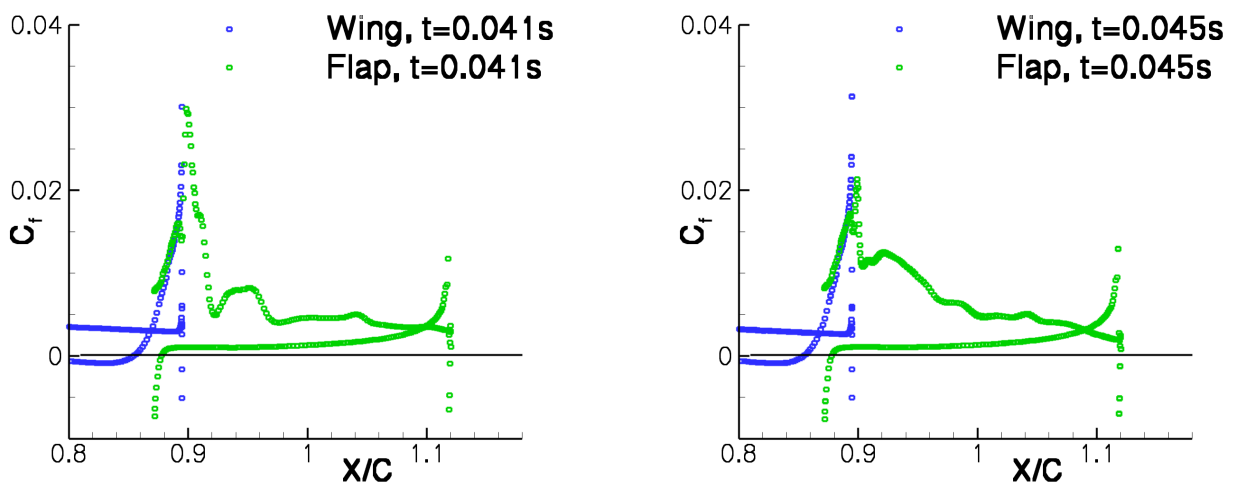 0.04
Wing, t=0.041s
Flap, t=0.041s
0.02
C_f
0
0.8
0.9
1
1.1
X/C
0.04
Wing, t=0.045s
Flap, t=0.045s
0.02
C_f
0
0.8
0.9
1
1.1
X/C